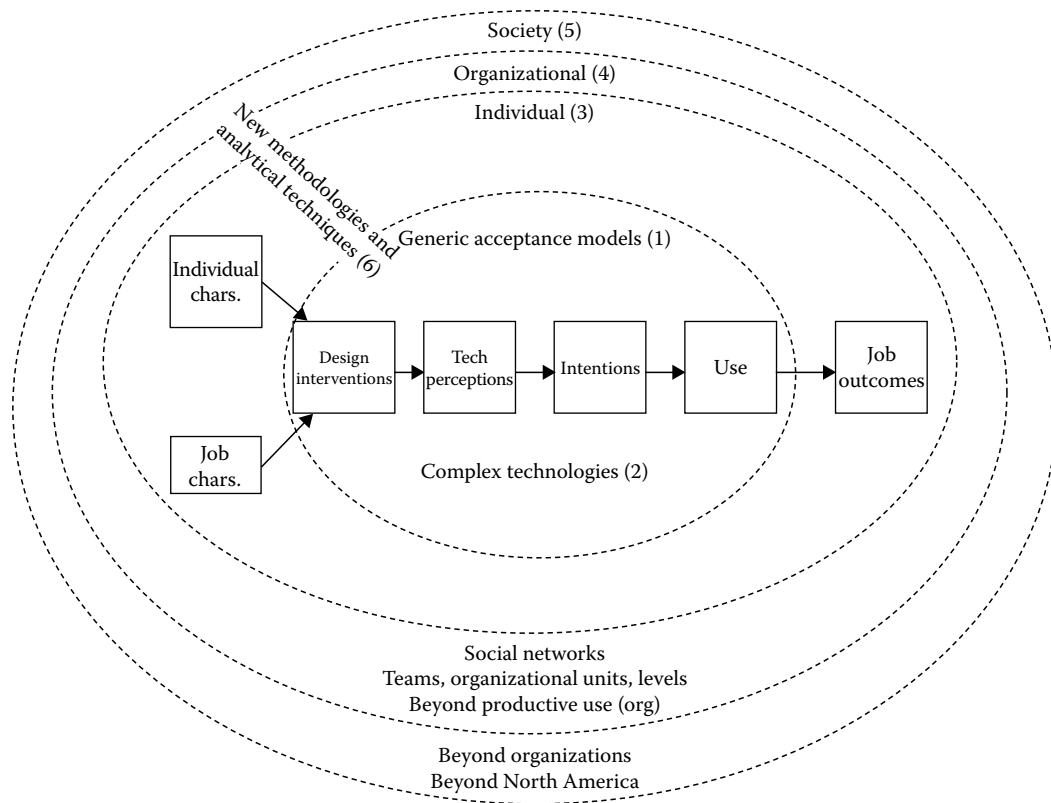 Society (5)
Organizational (4)
Individual (3)
New methodologies and
analytical techniques (6)
Generic acceptance models (1)
Individual
chars.
Design
interventions
Tech
perceptions
Intentions
Use
Job
outcomes
Job
chars.
Complex technologies (2)
Social networks
Teams, organizational units, levels
Beyond productive use (org)
Beyond organizations
Beyond North America